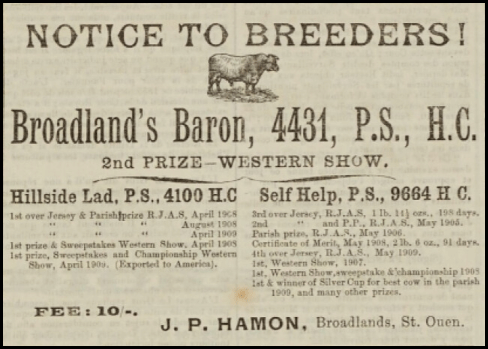 NOTICE TO BREEDERS!
Broadland's Baron, 4431, P.S., H.C.
2nd PRIZE—WESTERN SHOW.
Hillside Lad, P.S., 4100 H.C
1st over Jersey & Parish prize R.J.A.S, April 1908
" " " August 1908
" " " April 1909
1st prize & Sweepstakes Western Show, April 1908
1st prize, Sweepstakes and Championship Western
Show, April 1909. (Exported to America).
Self Help, P.S., 9664 H C.
3rd over Jersey, R.J.A.S, 1 lb. 14½ ozs., 198 days.
2nd " and P.P., R.J.A.S., May 1905.
Parish prize, R.J.A.S., May 1906.
Certificate of Merit, May 1908, 2 lb. 6 oz., 91 days.
4th over Jersey, R.J.A.S., May 1909.
1st, Western Show, 1907.
1st, Western Show, sweepstake & championship 1908
1st & winner of Silver Cup for best cow in the parish
1909, and many other prizes.
FEE: 10/-.
J. P. HAMON, Broadlands, St. Ouen.